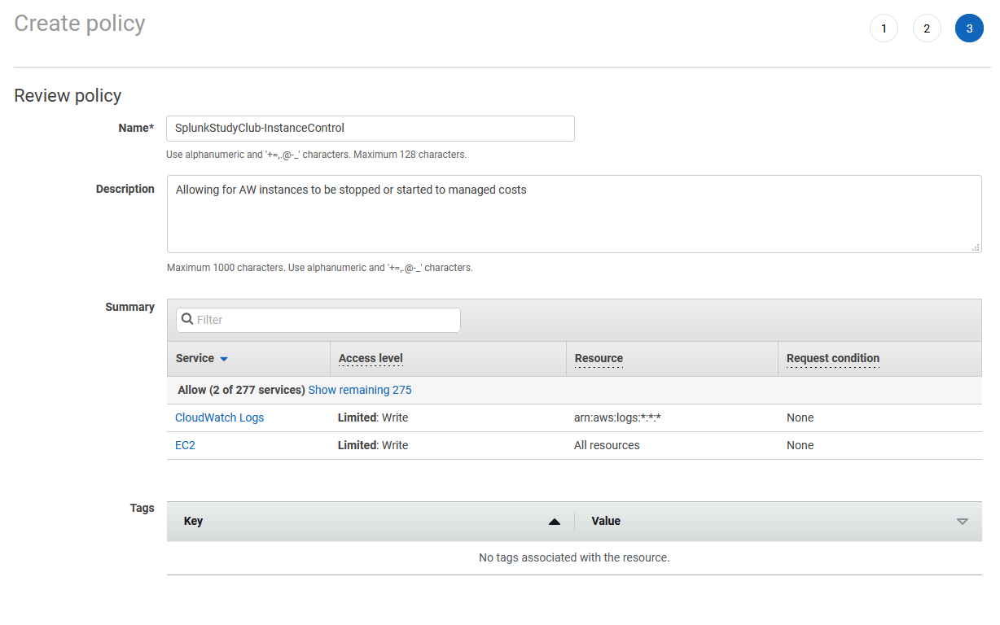 Create policy
1 2 3
Review policy
Name* SplunkStudyClub-InstanceControl
Use alphanumeric and '+=,.@-_' characters. Maximum 128 characters.
Description Allowing for AW instances to be stopped or started to managed costs
Maximum 1000 characters. Use alphanumeric and '+=,.@-_' characters.
Summary Filter
Service Access level Resource Request condition
Allow (2 of 277 services) Show remaining 275
CloudWatch Logs Limited: Write arn:aws:logs:*:*:* None
EC2 Limited: Write All resources None
Tags Key Value
No tags associated with the resource.